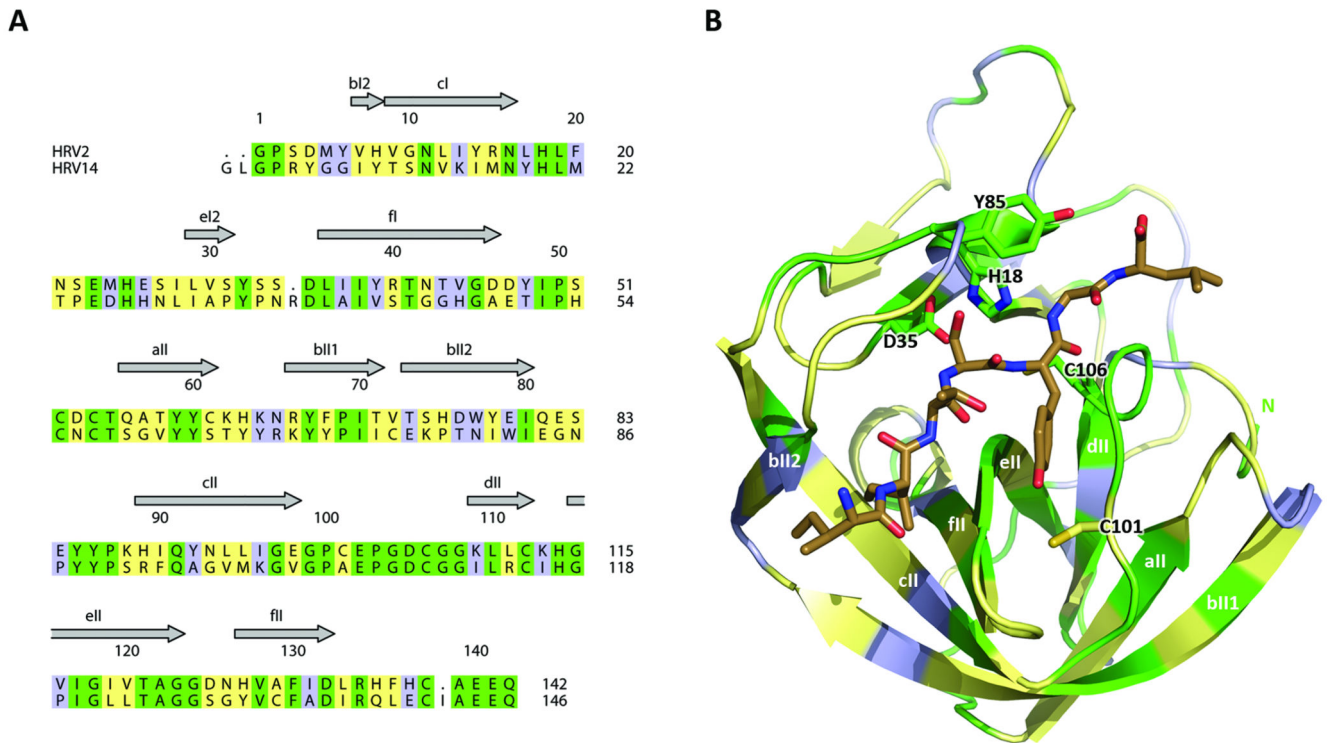 A
bI2 cI
1 10 20
HRV2 . . G P S D M Y V H V G N L I Y R N L H L F 20
HRV14 G L G P R Y G G I Y T S N V K I M N Y H L M 22
eI2 fI
30 40 50
N S E M H E S I L V S Y S S . D L I I Y R T N T V G D D Y I P S 51
T P E D H H N L I A P Y P N R D L A I V S T G G H G A E T I P H 54
aII bII1 bII2
60 70 80
C D C T Q A T Y Y C K H K N R Y F P I T V T S H D W Y E I Q E S 83
C N C T S G V Y Y S T Y Y R K Y Y P I I C E K P T N I W I E G N 86
cII dII
90 100 110
E Y Y P K H I Q Y N L L I G E G P C E P G D C G G K L L C K H G 115
P Y Y P S R F Q A G V M K G V G P A E P G D C G G I L R C I H G 118
eII fII
120 130 140
V I G I V T A G G D N H V A F I D L R H F H C . A E E Q 142
P I G L L T A G G S G Y V C F A D I R Q L E C i A E E Q 146
B
Y85
H18
D35
C106
N
bII2
eII
dII
fII
C101
cII
aII
bII1